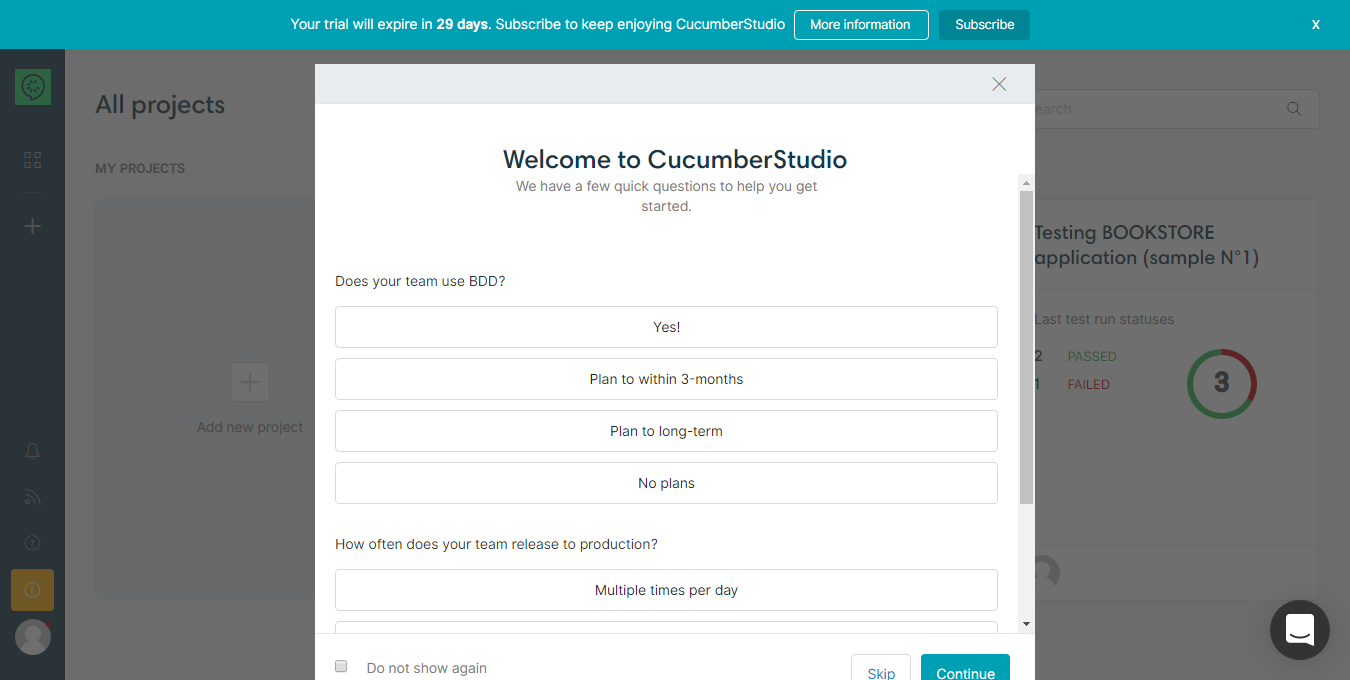 Your trial will expire in 29 days. Subscribe to keep enjoying CucumberStudio More information Subscribe x
All projects
earch
MY PROJECTS
Add new project
Welcome to CucumberStudio
We have a few quick questions to help you get
started.
Does your team use BDD?
Yes!
Plan to within 3-months
Plan to long-term
No plans
How often does your team release to production?
Multiple times per day
Do not show again
Skip
Continue
Testing BOOKSTORE
application (sample N°1)
Last test run statuses
2 PASSED
1 FAILED
3